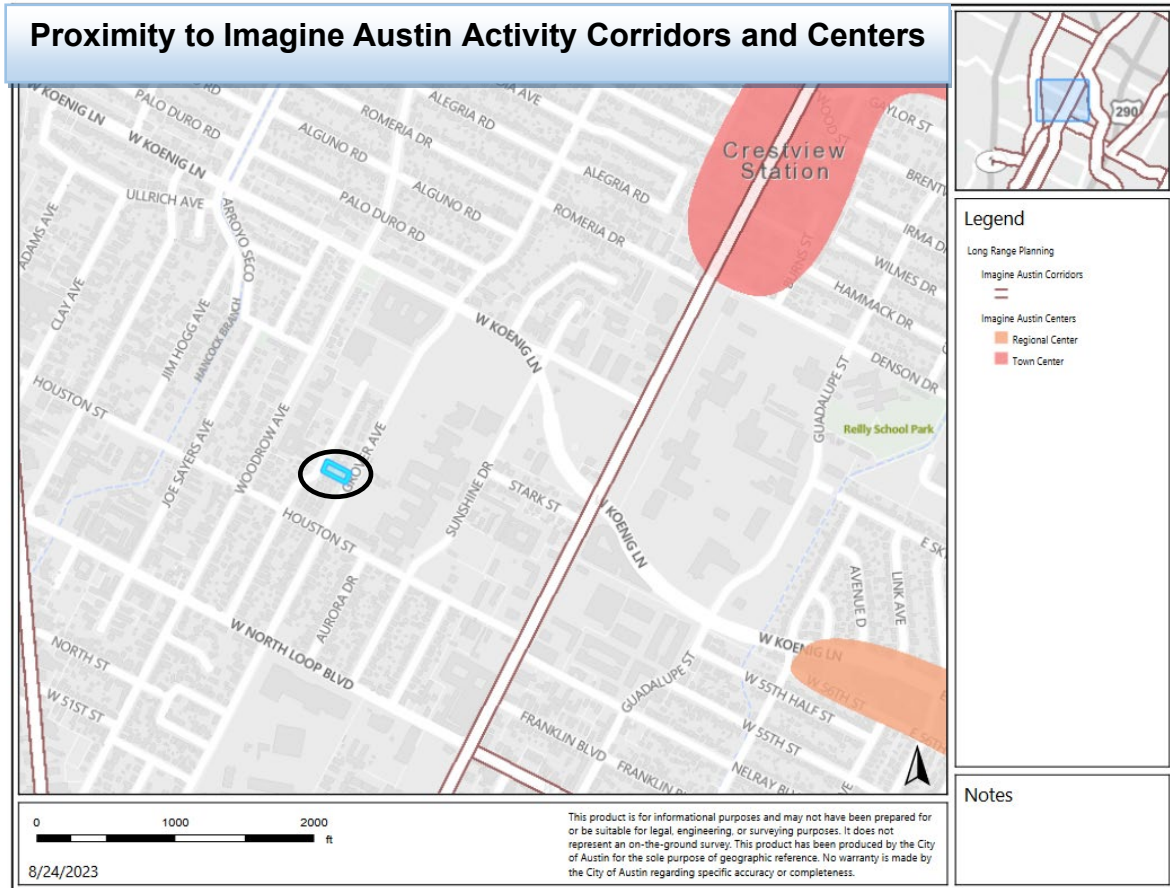 Proximity to Imagine Austin Activity Corridors and Centers
W KOENIG LN
PALO DURO RD
W KOENIG LN
ULLRICH AVE
ADAMS AVE
CLAY AVE
JIM HOGG AVE
ARROYO SECO
HANCOCK BRANCH
ALGUNO RD
ROMERIA DR
ALEGRIA RD
PALO DURO RD
ALGUNO RD
ROMERIA DR
ALEGRIA RD
AVE
Crestview
Station
BRENTW
IRMA D
WILMES DR
BURNS ST
HAMMACK DR
DENSON DR
GUADALUPE ST
Reilly School Park
W KOENIG LN
HOUSTON ST
JOE SAYERS AVE
WOODROW AVE
GROVER AVE
SUNSHINE DR
STARK ST
W KOENIG LN
HOUSTON ST
AURORA DR
W NORTH LOOP BLVD
NORTH ST
W 51ST ST
E SK
AVENUE D
LINK AVE
W KOENIG LN
W 56TH ST
E 56TH
W 55TH HALF ST
W 55TH ST
GUADALUPE ST
FRANKLIN BLVD
FRANKLIN B
NELRAY BL
290
Legend
Long Range Planning
Imagine Austin Corridors
Imagine Austin Centers
Regional Center
Town Center
Notes
0 1000 2000
ft
8/24/2023
This product is for informational purposes and may not have been prepared for
or be suitable for legal, engineering, or surveying purposes. It does not
represent an on-the-ground survey. This product has been produced by the City
of Austin for the sole purpose of geographic reference. No warranty is made by
the City of Austin regarding specific accuracy or completeness.